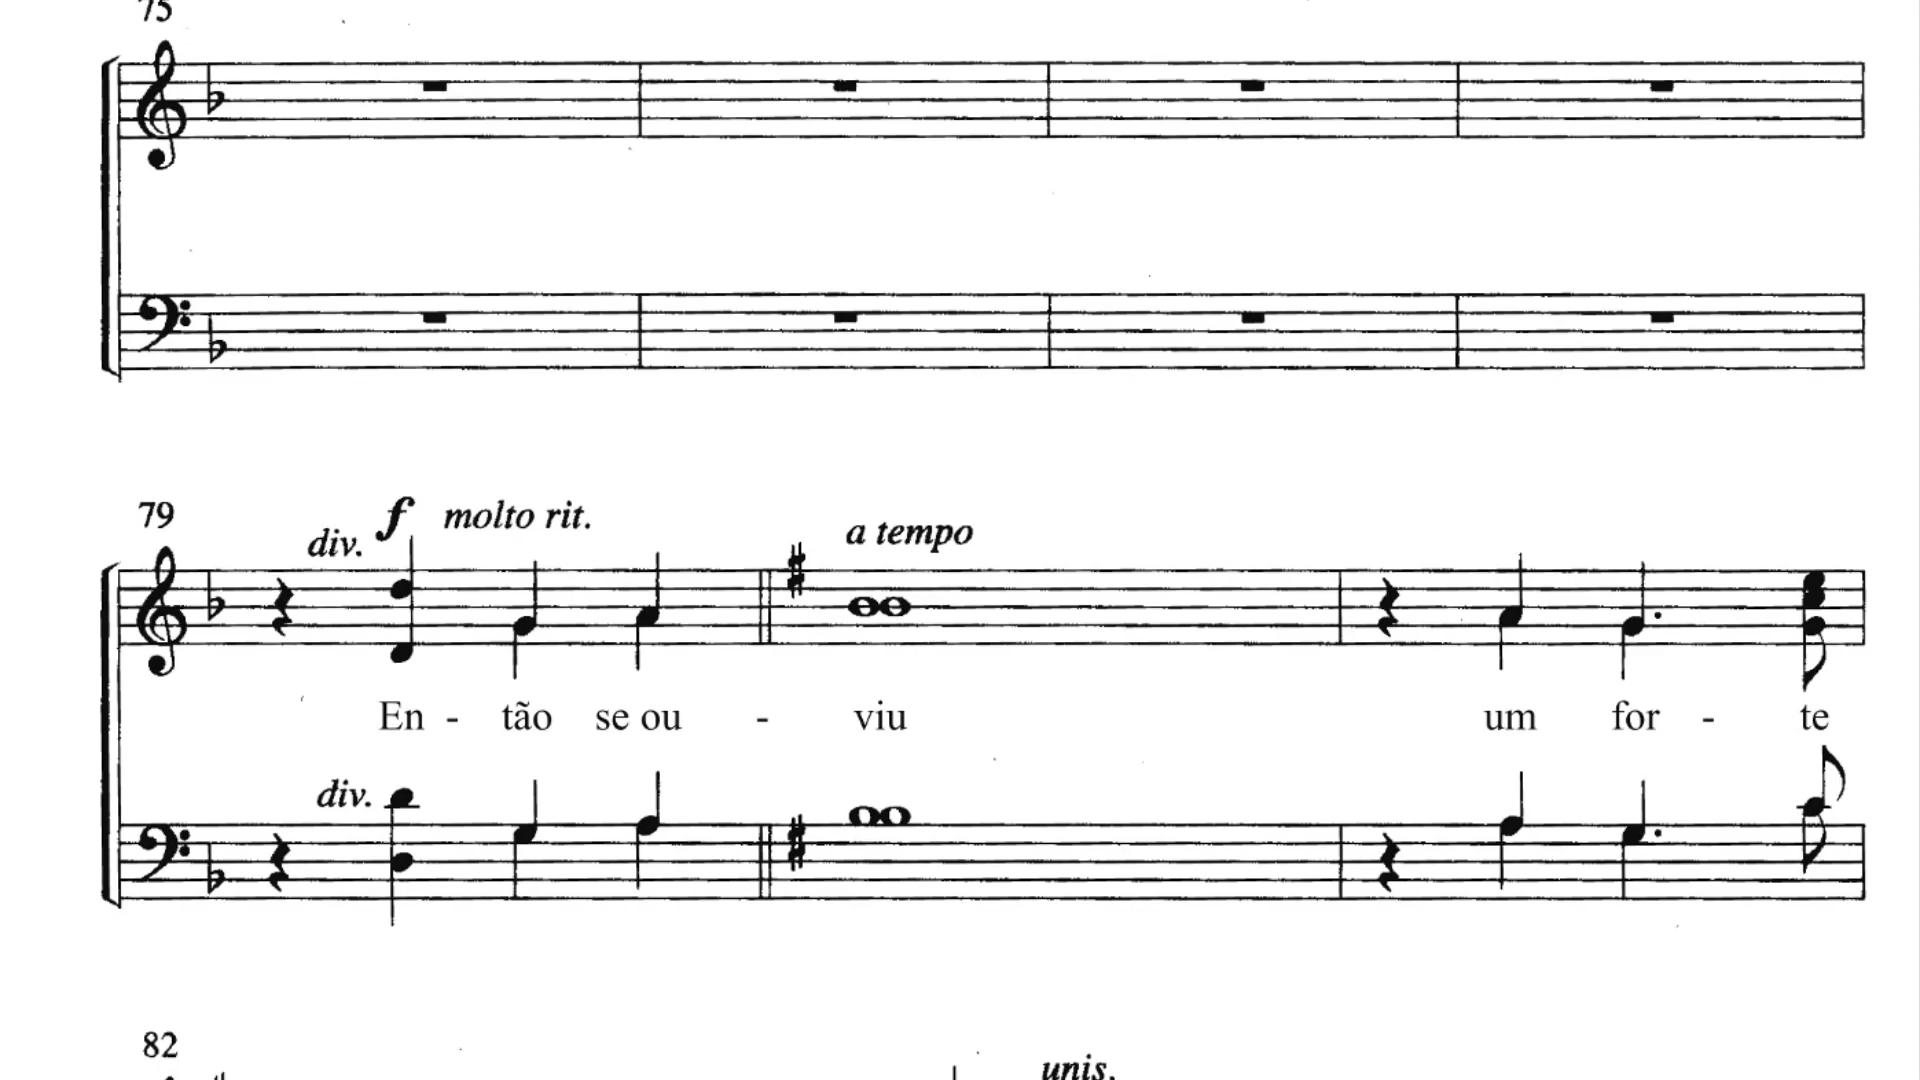 75
79
div. f molto rit.
a tempo
En - tão se ou - viu um for - te
div.
82
unis.